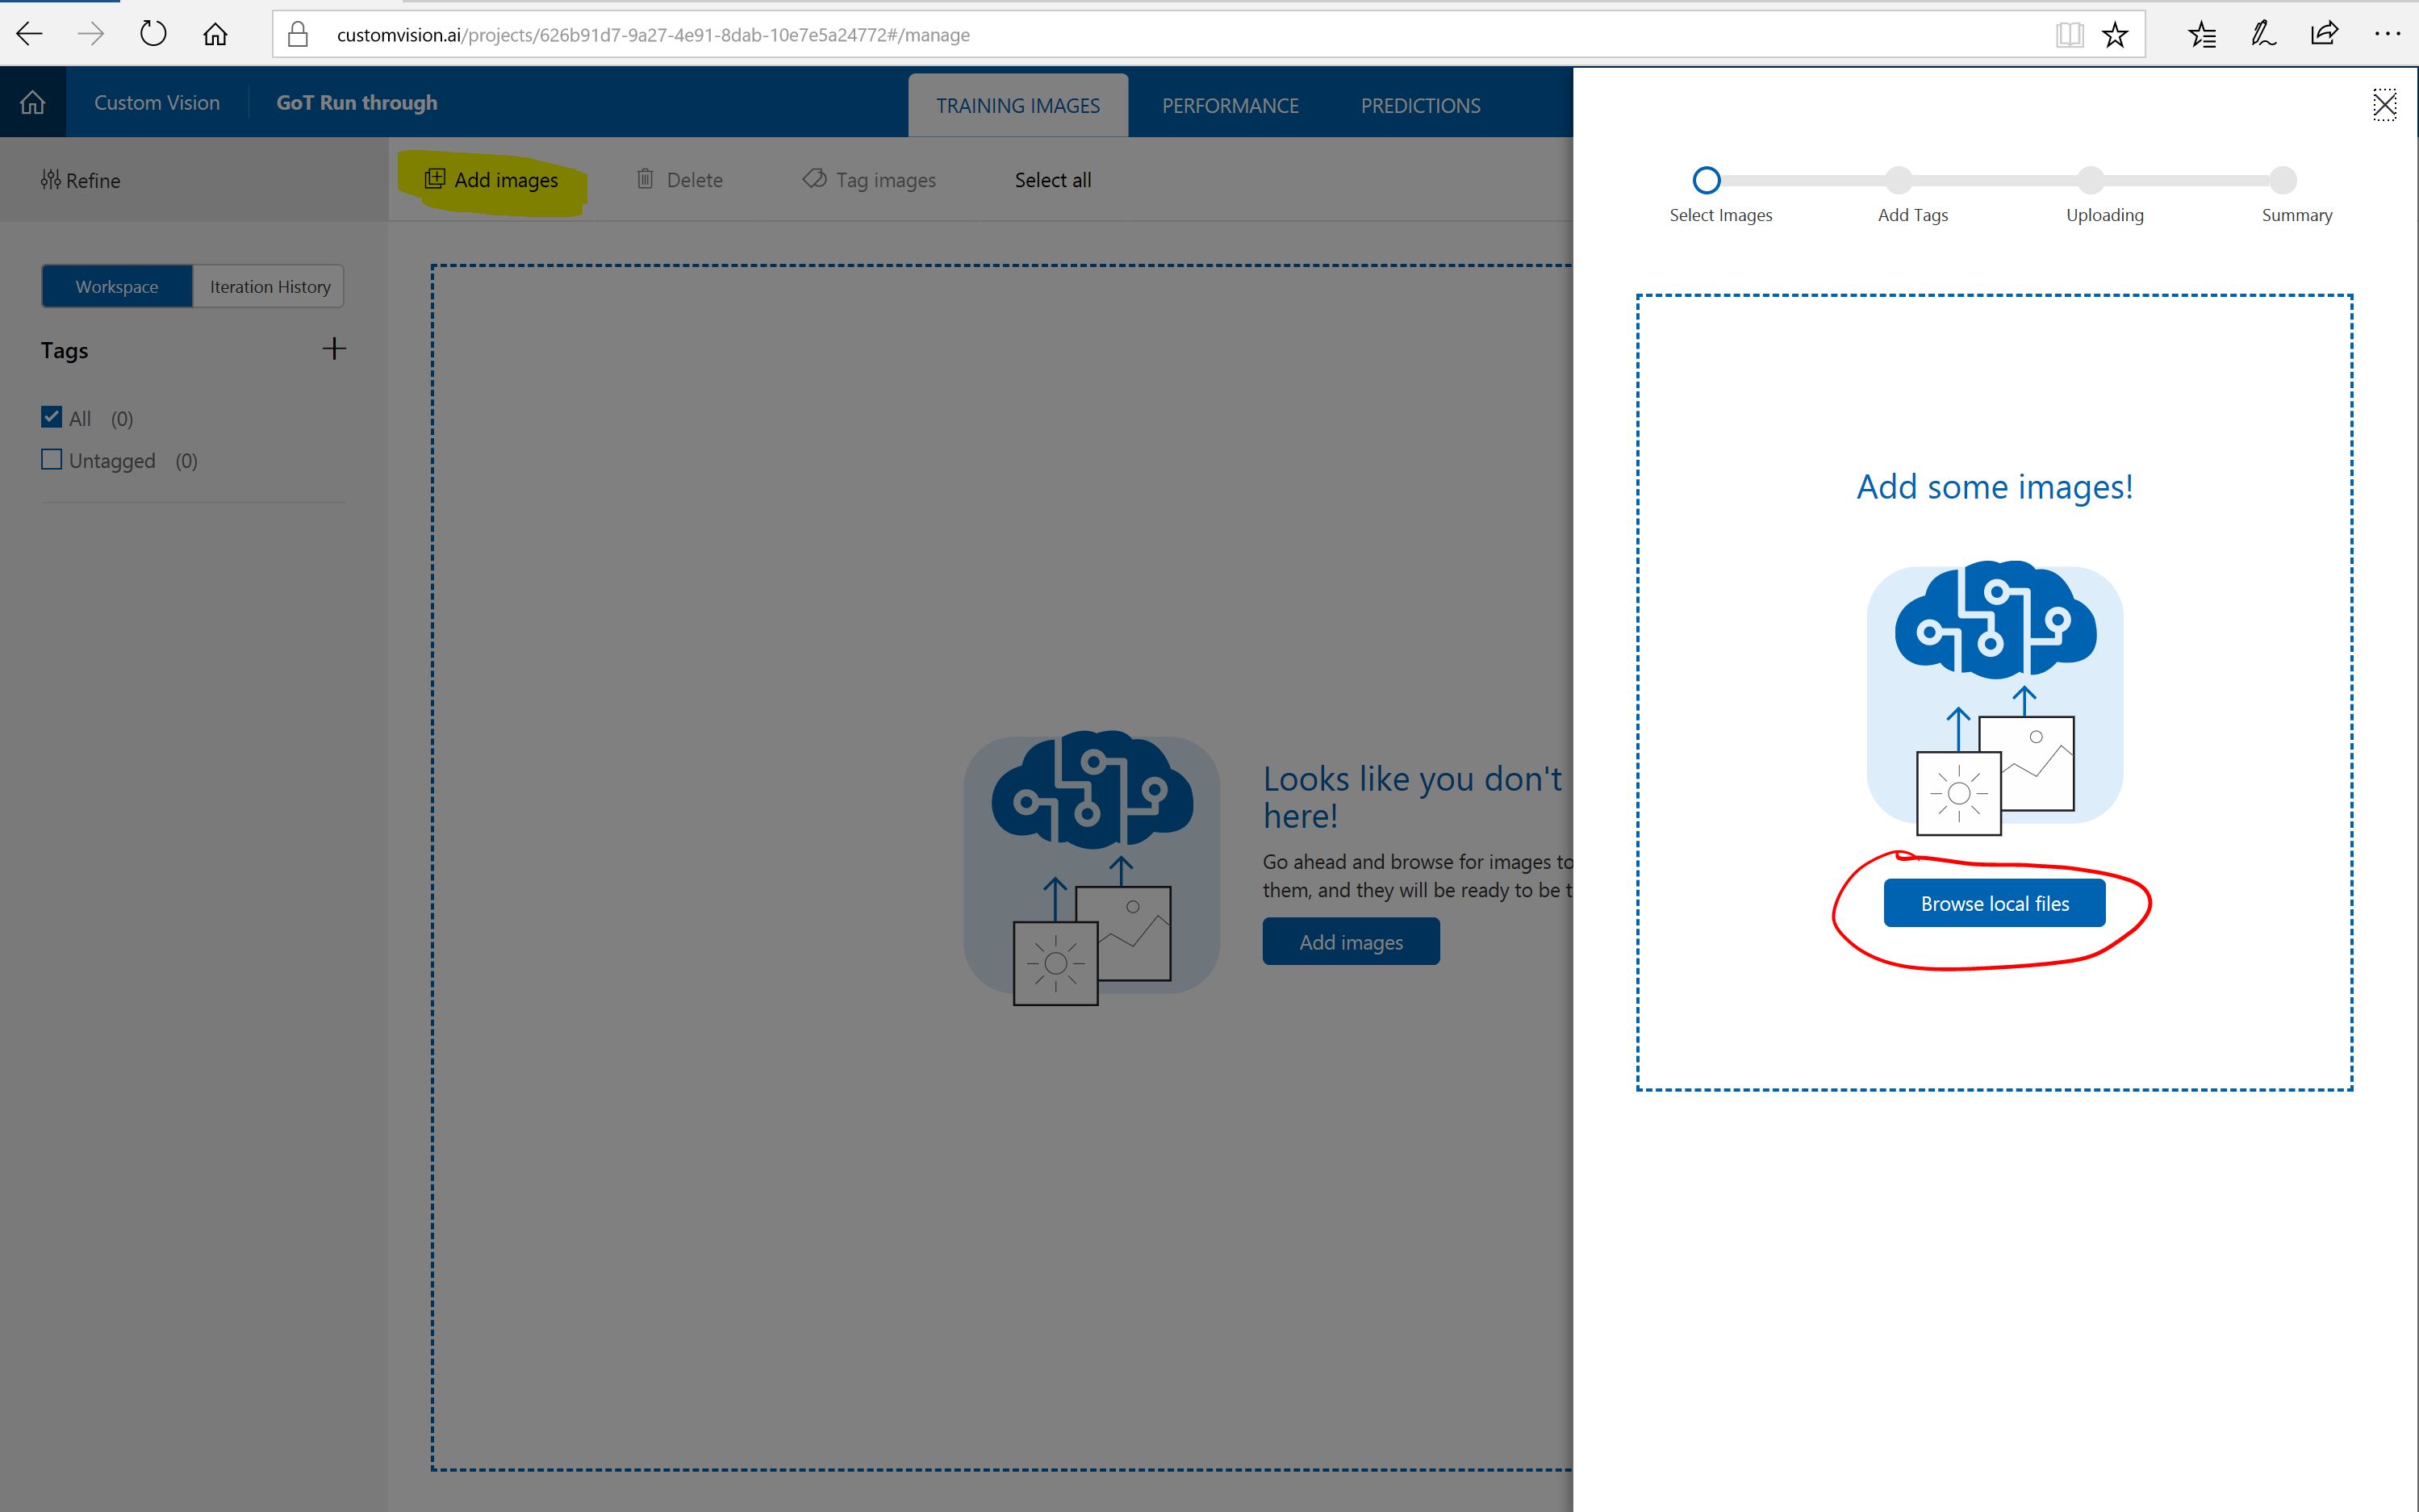 customvision.ai/projects/626b91d7-9a27-4e91-8dab-10e7e5a24772#/manage
Custom Vision
GoT Run through
TRAINING IMAGES
PERFORMANCE
PREDICTIONS
Refine
Add images
Delete
Tag images
Select all
Workspace
Iteration History
Tags
All (0)
Untagged (0)
Looks like you don't
here!
Go ahead and browse for images to
them, and they will be ready to be t
Add images
Select Images
Add Tags
Uploading
Summary
Add some images!
Browse local files